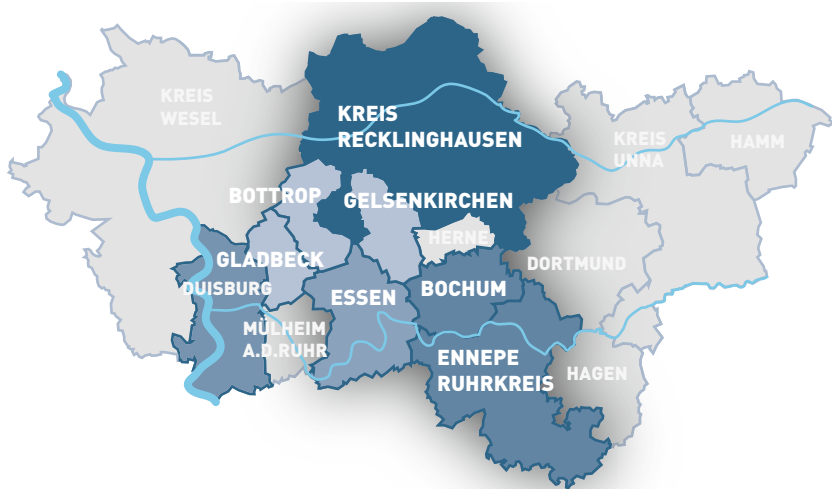 KREIS
WESEL
KREIS
RECKLINGHAUSEN
KREIS
UNNA
HAMM
BOTTROP
GELSENKIRCHEN
HERNE
GLADBECK
DORTMUND
DUISBURG
ESSEN
BOCHUM
MÜLHEIM
A.D.RUHR
ENNEPE
RUHRKREIS
HAGEN